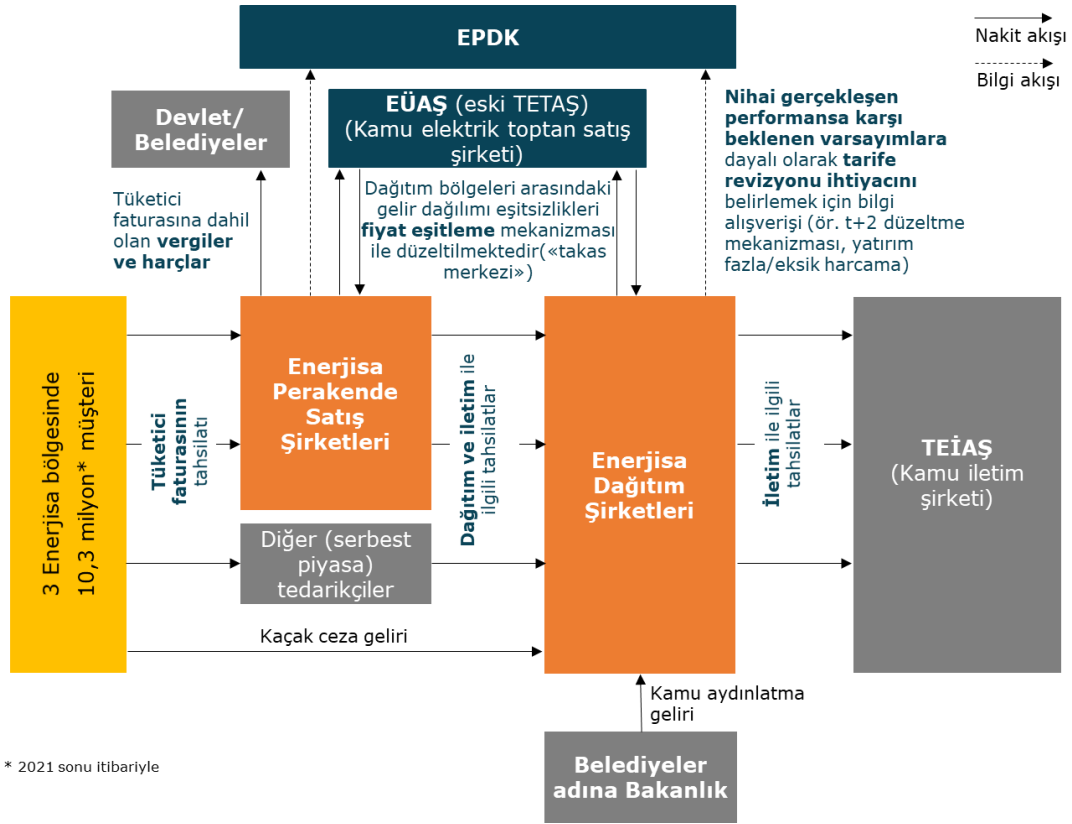 EPDK
Nakit akışı
Bilgi akışı
Devlet/
Belediyeler
EÜAŞ (eski TETAŞ)
(Kamu elektrik toptan satış
şirketi)
Nihai gerçekleşen
performansa karşı
beklenen varsayımlara
dayalı olarak tarife
revizyonu ihtiyacını
belirlemek için bilgi
alışverişi (ör. t+2 düzeltme
mekanizması, yatırım
fazla/eksik harcama)
Tüketici
faturasına dahil
olan vergiler
ve harçlar
Dağıtım bölgeleri arasındaki
gelir dağılımı eşitsizlikleri
fiyat eşitleme mekanizması
ile düzeltilmektedir(«takas
merkezi»)
3 Enerjisa bölgesinde
10,3 milyon* müşteri
Tüketici
faturasının
tahsilatı
Enerjisa
Perakende
Satış
Şirketleri
Dağıtım ve iletim ile
ilgili tahsilatlar
Enerjisa
Dağıtım
Şirketleri
İletim ile ilgili
tahsilatlar
TEİAŞ
(Kamu iletim
şirketi)
Diğer (serbest
piyasa)
tedarikçiler
Kaçak ceza geliri
Kamu aydınlatma
geliri
Belediyeler
adına Bakanlık
* 2021 sonu itibariyle